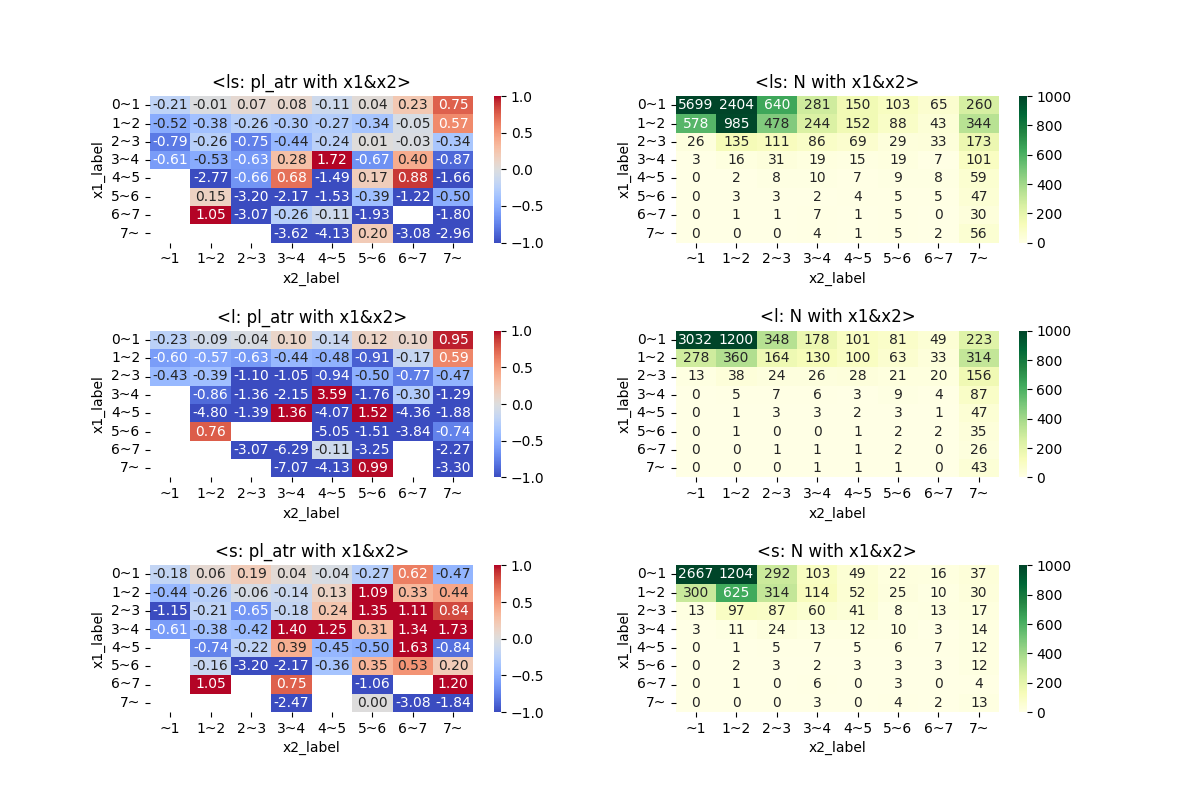 <ls: pl_atr with x1&x2>
x1_label
0~1 -0.21 -0.01 0.07 0.08 -0.11 0.04 0.23 0.75
1~2 -0.52 -0.38 -0.26 -0.30 -0.27 -0.34 -0.05 0.57
2~3 -0.79 -0.26 -0.75 -0.44 -0.24 0.01 -0.03 -0.34
3~4 -0.61 -0.53 -0.63 0.28 1.72 -0.67 0.40 -0.87
4~5 -2.77 -0.66 0.68 -1.49 0.17 0.88 -1.66
5~6 0.15 -3.20 -2.17 -1.53 -0.39 -1.22 -0.50
6~7 1.05 -3.07 -0.26 -0.11 -1.93 -1.80
7~ -3.62 -4.13 0.20 -3.08 -2.96
~1 1~2 2~3 3~4 4~5 5~6 6~7 7~
x2_label
1.0
0.5
0.0
−0.5
−1.0
<ls: N with x1&x2>
x1_label
0~1 5699 2404 640 281 150 103 65 260
1~2 578 985 478 244 152 88 43 344
2~3 26 135 111 86 69 29 33 173
3~4 3 16 31 19 15 19 7 101
4~5 0 2 8 10 7 9 8 59
5~6 0 3 3 2 4 5 5 47
6~7 0 1 1 7 1 5 0 30
7~ 0 0 0 4 1 5 2 56
~1 1~2 2~3 3~4 4~5 5~6 6~7 7~
x2_label
1000
800
600
400
200
0
<l: pl_atr with x1&x2>
x1_label
0~1 -0.23 -0.09 -0.04 0.10 -0.14 0.12 0.10 0.95
1~2 -0.60 -0.57 -0.63 -0.44 -0.48 -0.91 -0.17 0.59
2~3 -0.43 -0.39 -1.10 -1.05 -0.94 -0.50 -0.77 -0.47
3~4 -0.86 -1.36 -2.15 3.59 -1.76 -0.30 -1.29
4~5 -4.80 -1.39 1.36 -4.07 1.52 -4.36 -1.88
5~6 0.76 -5.05 -1.51 -3.84 -0.74
6~7 -3.07 -6.29 -0.11 -3.25 -2.27
7~ -7.07 -4.13 0.99 -3.30
~1 1~2 2~3 3~4 4~5 5~6 6~7 7~
x2_label
1.0
0.5
0.0
−0.5
−1.0
<l: N with x1&x2>
x1_label
0~1 3032 1200 348 178 101 81 49 223
1~2 278 360 164 130 100 63 33 314
2~3 13 38 24 26 28 21 20 156
3~4 0 5 7 6 3 9 4 87
4~5 0 1 3 3 2 3 1 47
5~6 0 1 0 0 1 2 2 35
6~7 0 0 1 1 1 2 0 26
7~ 0 0 0 1 1 1 0 43
~1 1~2 2~3 3~4 4~5 5~6 6~7 7~
x2_label
1000
800
600
400
200
0
<s: pl_atr with x1&x2>
x1_label
0~1 -0.18 0.06 0.19 0.04 -0.04 -0.27 0.62 -0.47
1~2 -0.44 -0.26 -0.06 -0.14 0.13 1.09 0.33 0.44
2~3 -1.15 -0.21 -0.65 -0.18 0.24 1.35 1.11 0.84
3~4 -0.61 -0.38 -0.42 1.40 1.25 0.31 1.34 1.73
4~5 -0.74 -0.22 0.39 -0.45 -0.50 1.63 -0.84
5~6 -0.16 -3.20 -2.17 -0.36 0.35 0.53 0.20
6~7 1.05 0.75 -1.06 1.20
7~ -2.47 0.00 -3.08 -1.84
~1 1~2 2~3 3~4 4~5 5~6 6~7 7~
x2_label
1.0
0.5
0.0
−0.5
−1.0
<s: N with x1&x2>
x1_label
0~1 2667 1204 292 103 49 22 16 37
1~2 300 625 314 114 52 25 10 30
2~3 13 97 87 60 41 8 13 17
3~4 3 11 24 13 12 10 3 14
4~5 0 1 5 7 5 6 7 12
5~6 0 2 3 2 3 3 3 12
6~7 0 1 0 6 0 3 0 4
7~ 0 0 0 3 0 4 2 13
~1 1~2 2~3 3~4 4~5 5~6 6~7 7~
x2_label
1000
800
600
400
200
0